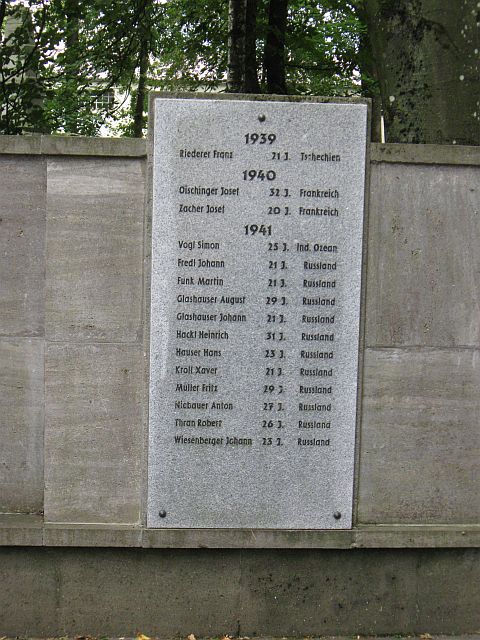 1939
Riederer Franz 21 J. Tschechien
1940
Oischinger Josef 32 J. Frankreich
Zacher Josef 20 J. Frankreich
1941
Vogl Simon 25 J. Ind. Ozean
Fredl Johann 21 J. Russland
Funk Martin 21 J. Russland
Glashauser August 29 J. Russland
Glashauser Johann 21 J. Russland
Hackl Heinrich 31 J. Russland
Hauser Hans 23 J. Russland
Kroll Xaver 21 J. Russland
Müller Fritz 29 J. Russland
Niebauer Anton 27 J. Russland
Thran Robert 26 J. Russland
Wiesenberger Johann 23 J. Russland